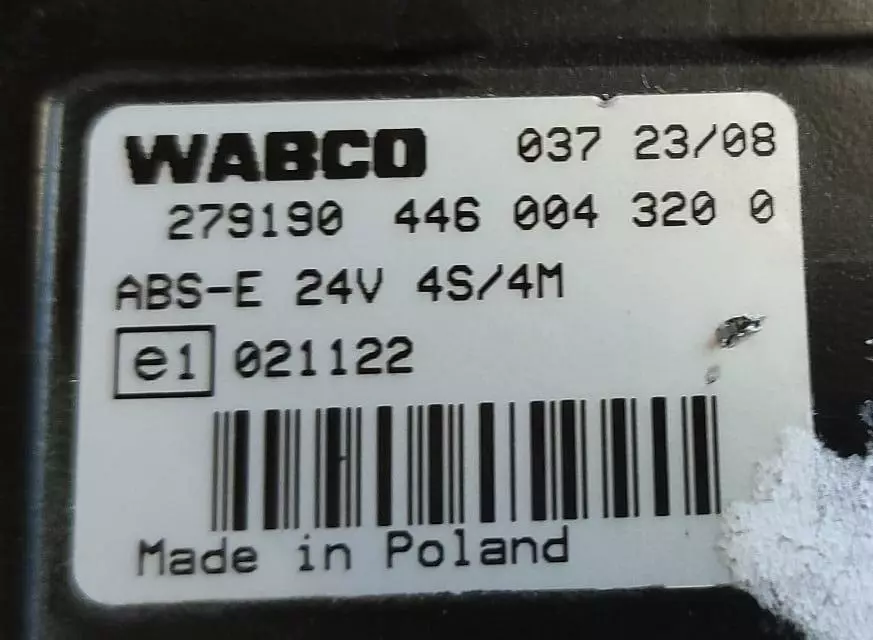 WABCO 037 23/08
279190 446 004 320 0
ABS-E 24V 4S/4M
e1 021122
Made in Poland